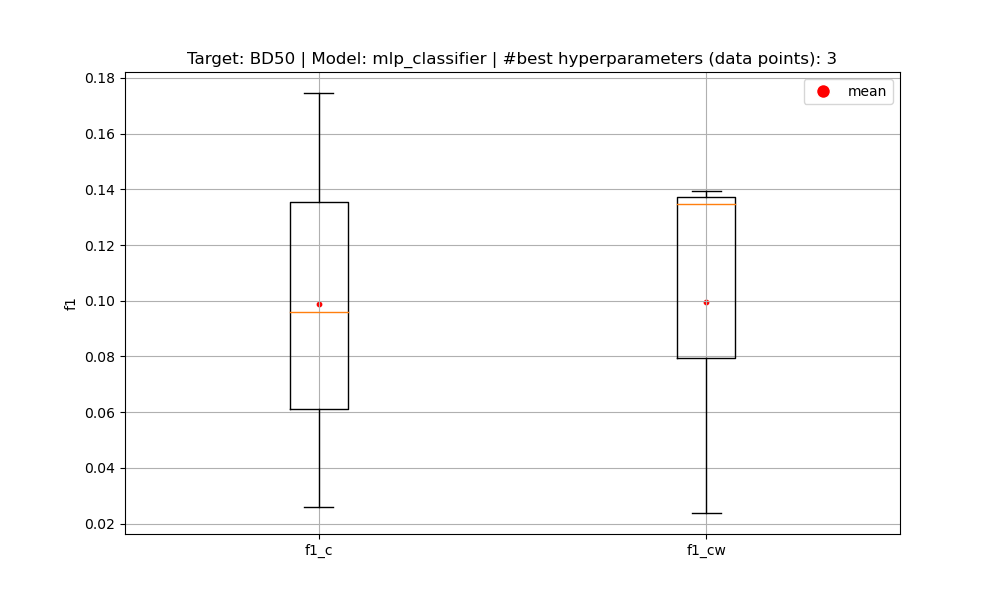 Target: BD50 | Model: mlp_classifier | #best hyperparameters (data points): 3
mean
f1
0.18
0.16
0.14
0.12
0.10
0.08
0.06
0.04
0.02
f1_c
f1_cw